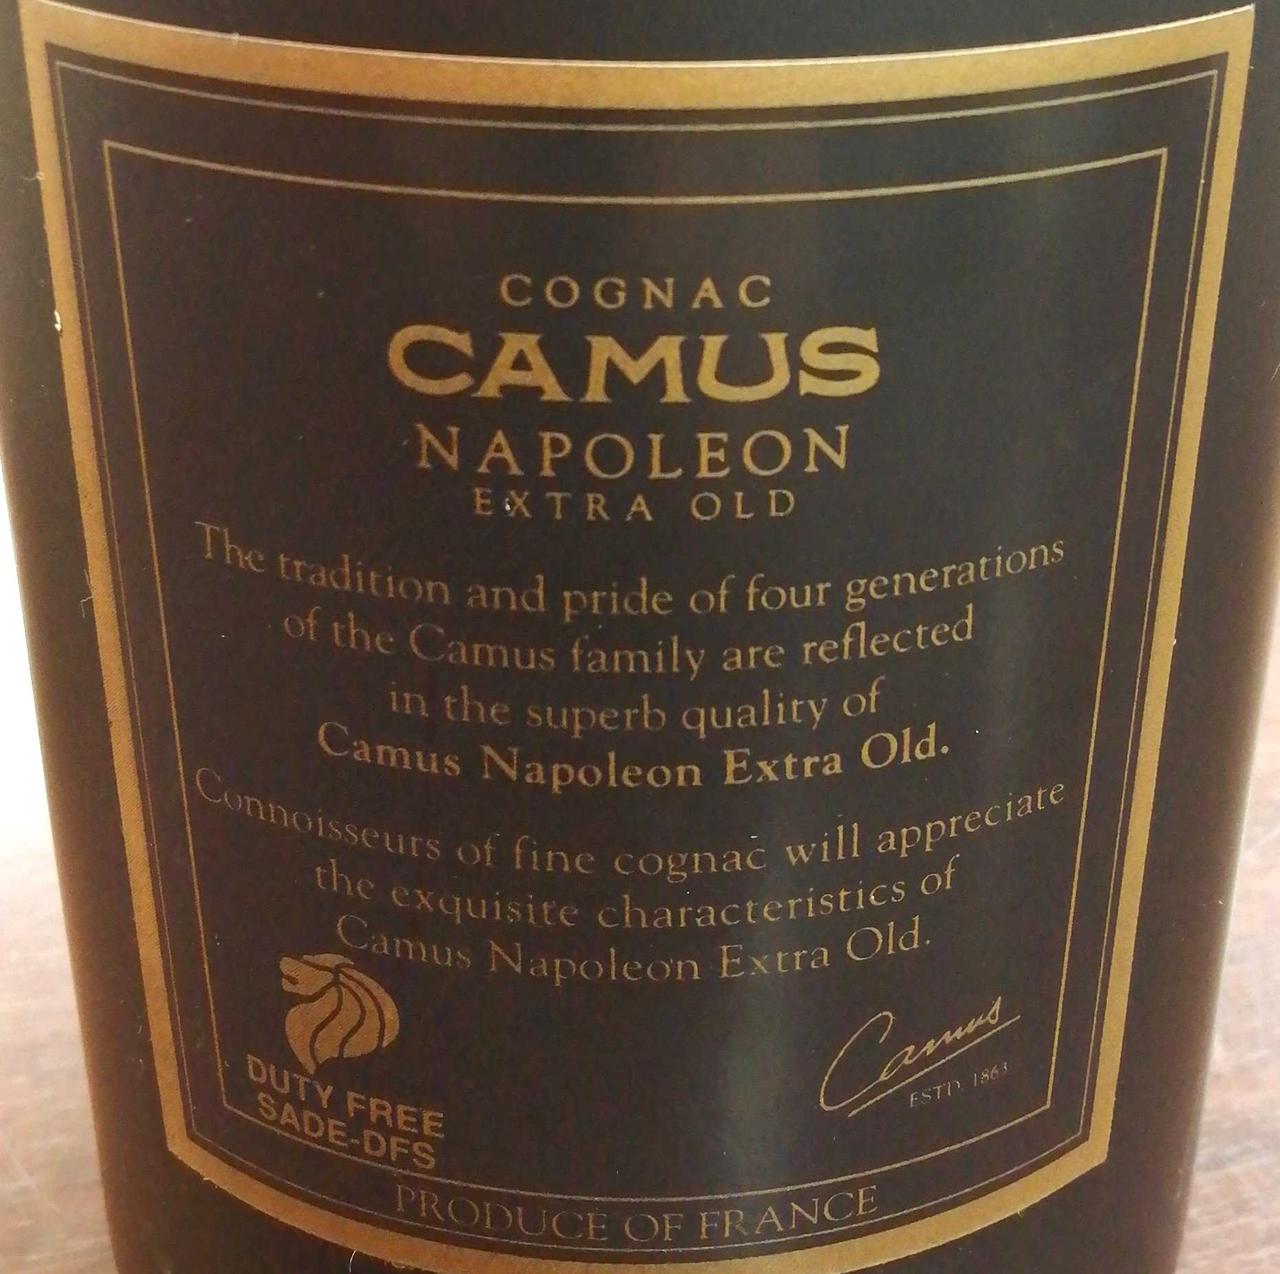 COGNAC
CAMUS
NAPOLEON
EXTRA OLD
The tradition and pride of four generations
of the Camus family are reflected
in the superb quality of
Camus Napoleon Extra Old.
Connoisseurs of fine cognac will appreciate
the exquisite characteristics of
Camus Napoleon Extra Old.
DUTY FREE
SADE-DFS
Camus
ESTD. 1863
PRODUCE OF FRANCE